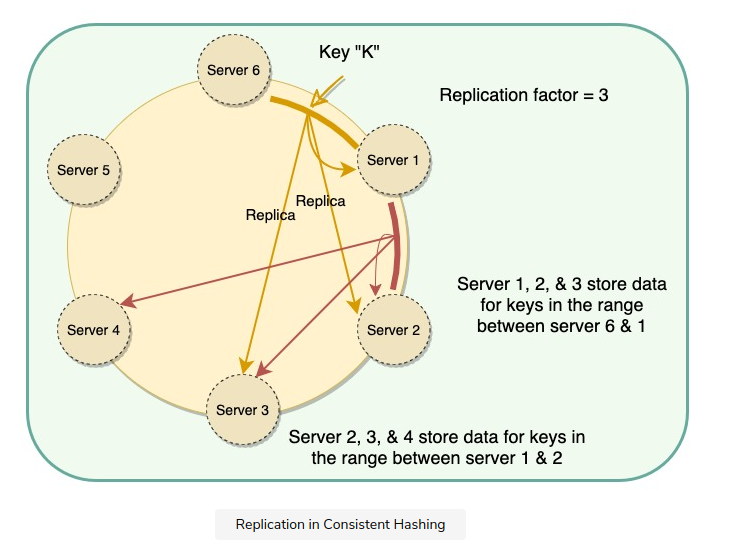 Key "K"
Server 6
Replication factor = 3
Server 1
Server 5
Replica
Replica
Server 1, 2, & 3 store data
for keys in the range
between server 6 & 1
Server 4
Server 2
Server 3
Server 2, 3, & 4 store data for keys in
the range between server 1 & 2
Replication in Consistent Hashing